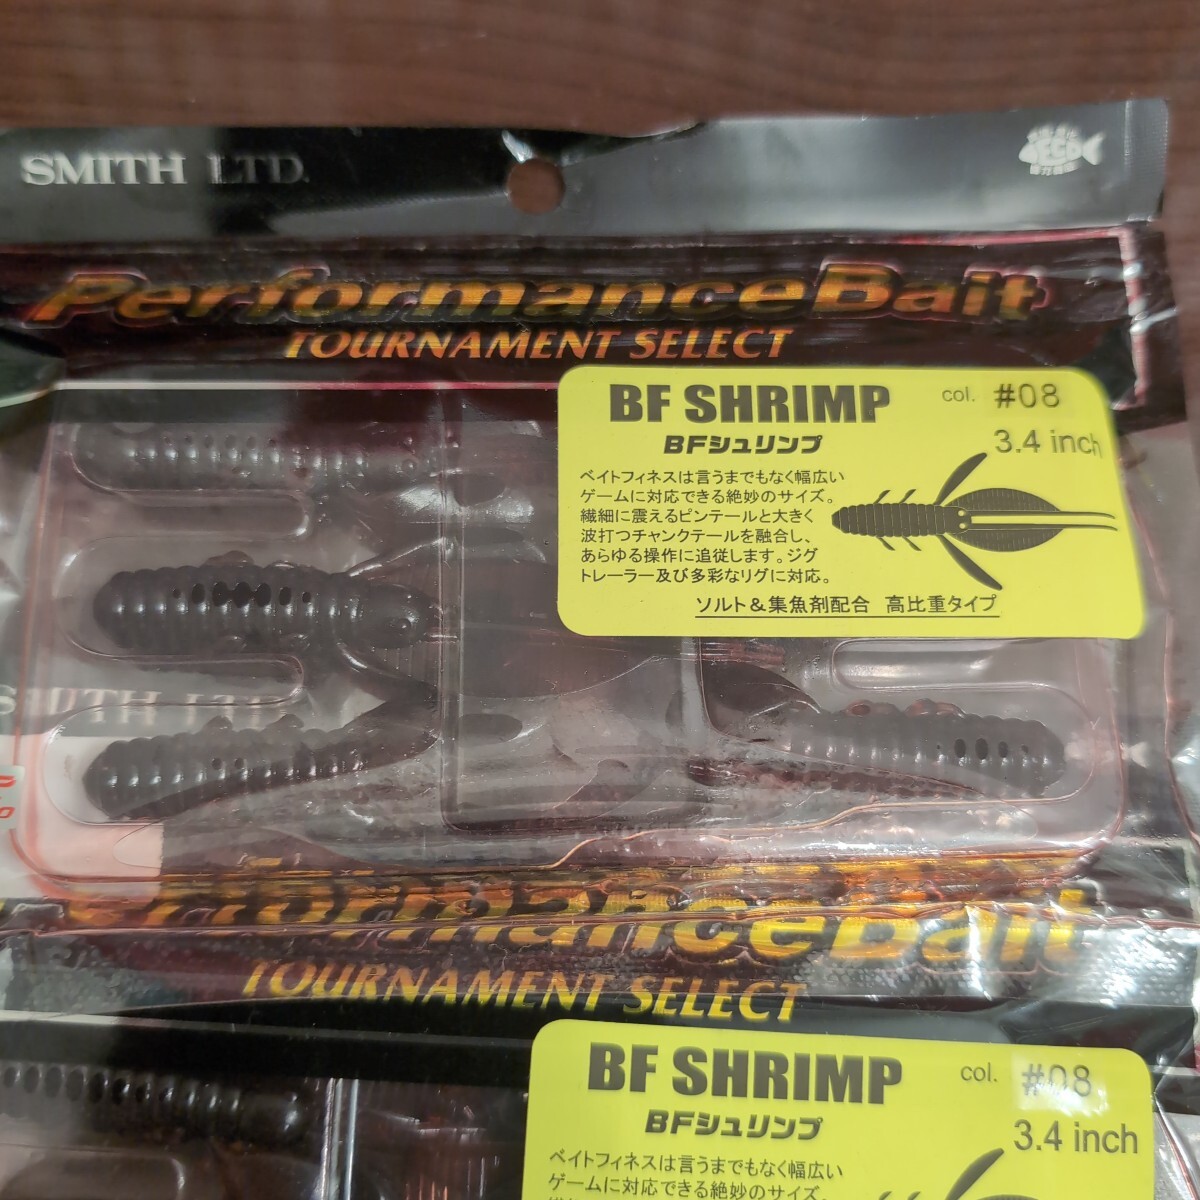 SMITH LTD.
ECO
PerformanceBait
TOURNAMENT SELECT
BF SHRIMP
col. #08
BFシュリンプ
3.4 inch
ベイトフィネスは言うまでもなく幅広い
ゲームに対応できる絶妙のサイズ。
繊細に震えるピンテールと大きく
波打つチャンクテールを融合し、
あらゆる操作に追従します。ジグ
トレーラー及び多彩なリグに対応。
ソルト＆集魚剤配合 高比重タイプ
SMITH LTD
PerformanceBait
TOURNAMENT SELECT
BF SHRIMP
col. #08
BFシュリンプ
3.4 inch
ベイトフィネスは言うまでもなく幅広い
ゲームに対応できる絶妙のサイズ。